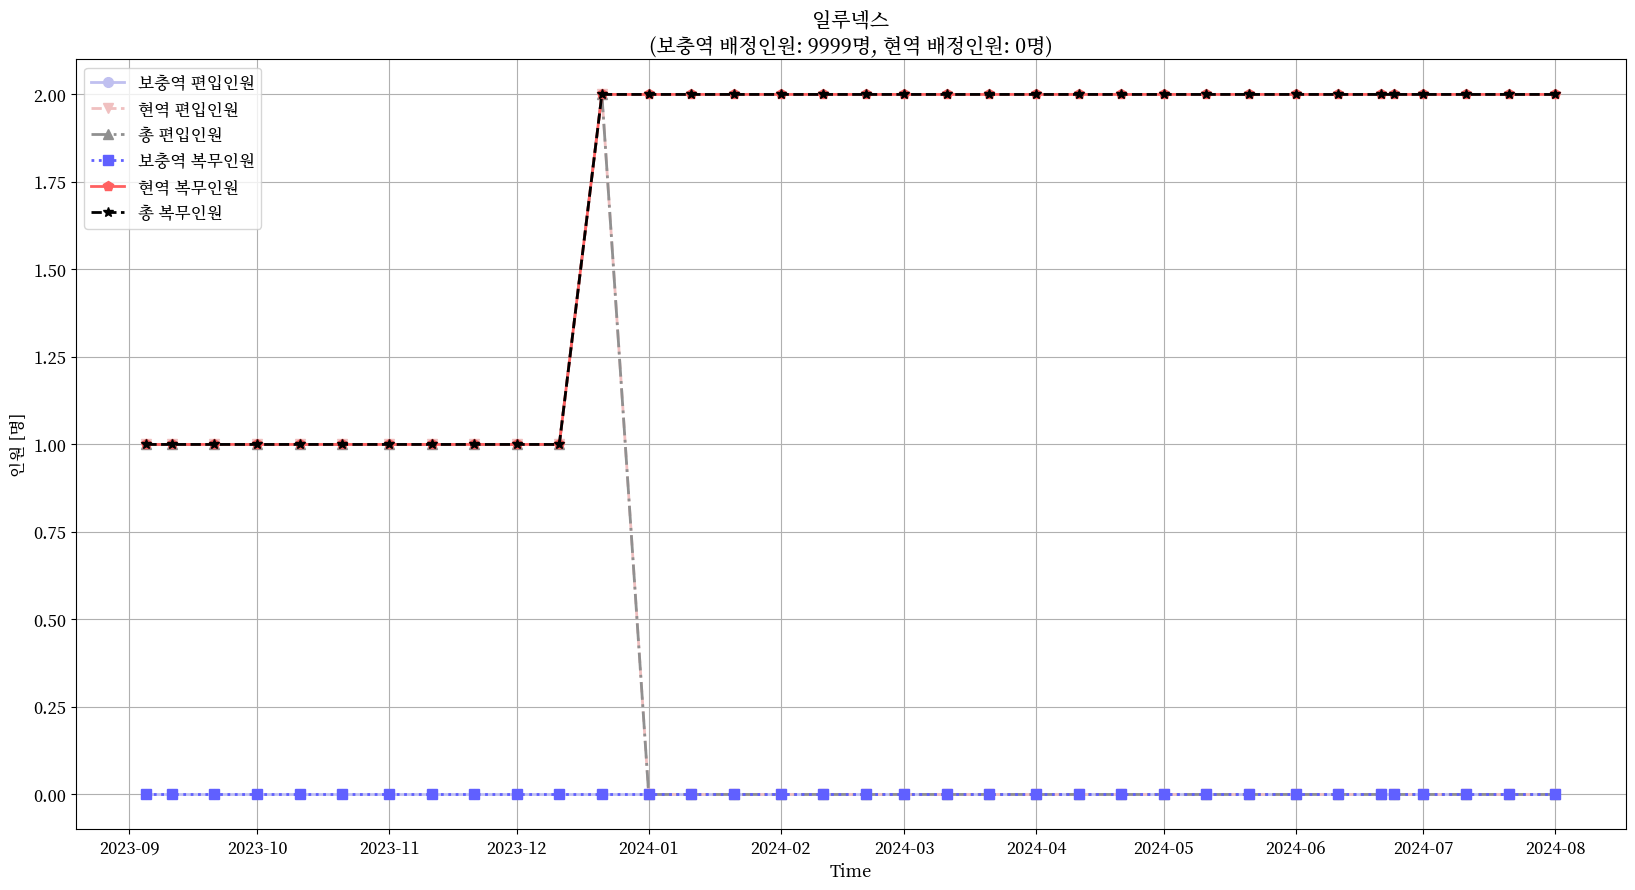 일루넥스
(보충역 배정인원: 9999명, 현역 배정인원: 0명)
보충역 편입인원
현역 편입인원
총 편입인원
보충역 복무인원
현역 복무인원
총 복무인원
2.00
1.75
1.50
1.25
1.00
0.75
0.50
0.25
0.00
인원 [명]
2023-09 2023-10 2023-11 2023-12 2024-01 2024-02 2024-03 2024-04 2024-05 2024-06 2024-07 2024-08
Time